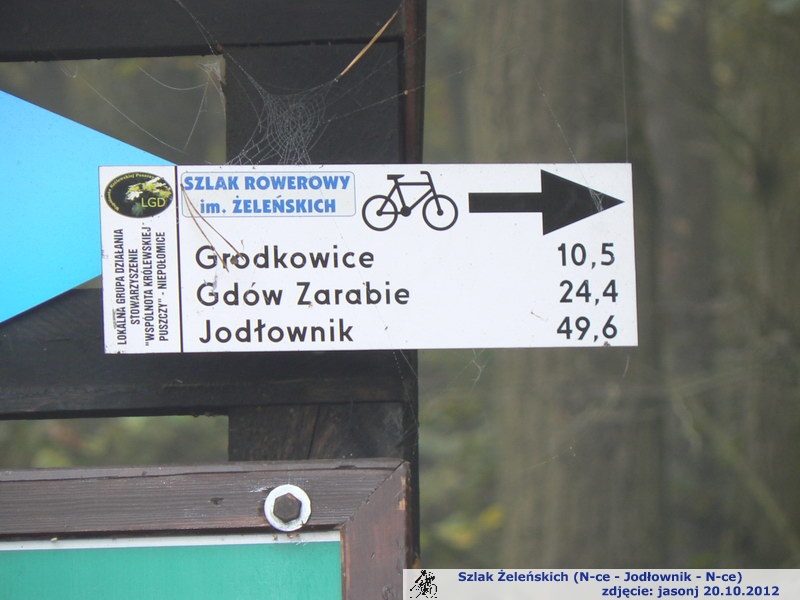 LGD
LOKALNA GRUPA DZIAŁANIA
STOWARZYSZENIE
"WSPÓLNOTA KRÓLEWSKIEJ
PUSZCZY" - NIEPOŁOMICE
SZLAK ROWEROWY
im. ŻELEŃSKICH
Grodkowice 10,5
Gdów Zarabie 24,4
Jodłownik 49,6
Szlak Żeleńskich (N-ce - Jodłownik - N-ce)
zdjęcie: jasonj 20.10.2012